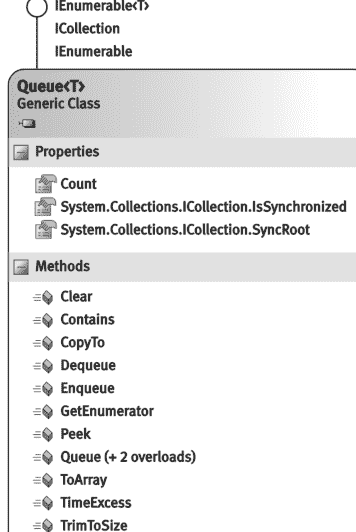 IEnumerable<T>
ICollection
IEnumerable
Queue<T>
Generic Class
Properties
Count
System.Collections.ICollection.IsSynchronized
System.Collections.ICollection.SyncRoot
Methods
Clear
Contains
CopyTo
Dequeue
Enqueue
GetEnumerator
Peek
Queue (+ 2 overloads)
ToArray
TimeExcess
TrimToSize